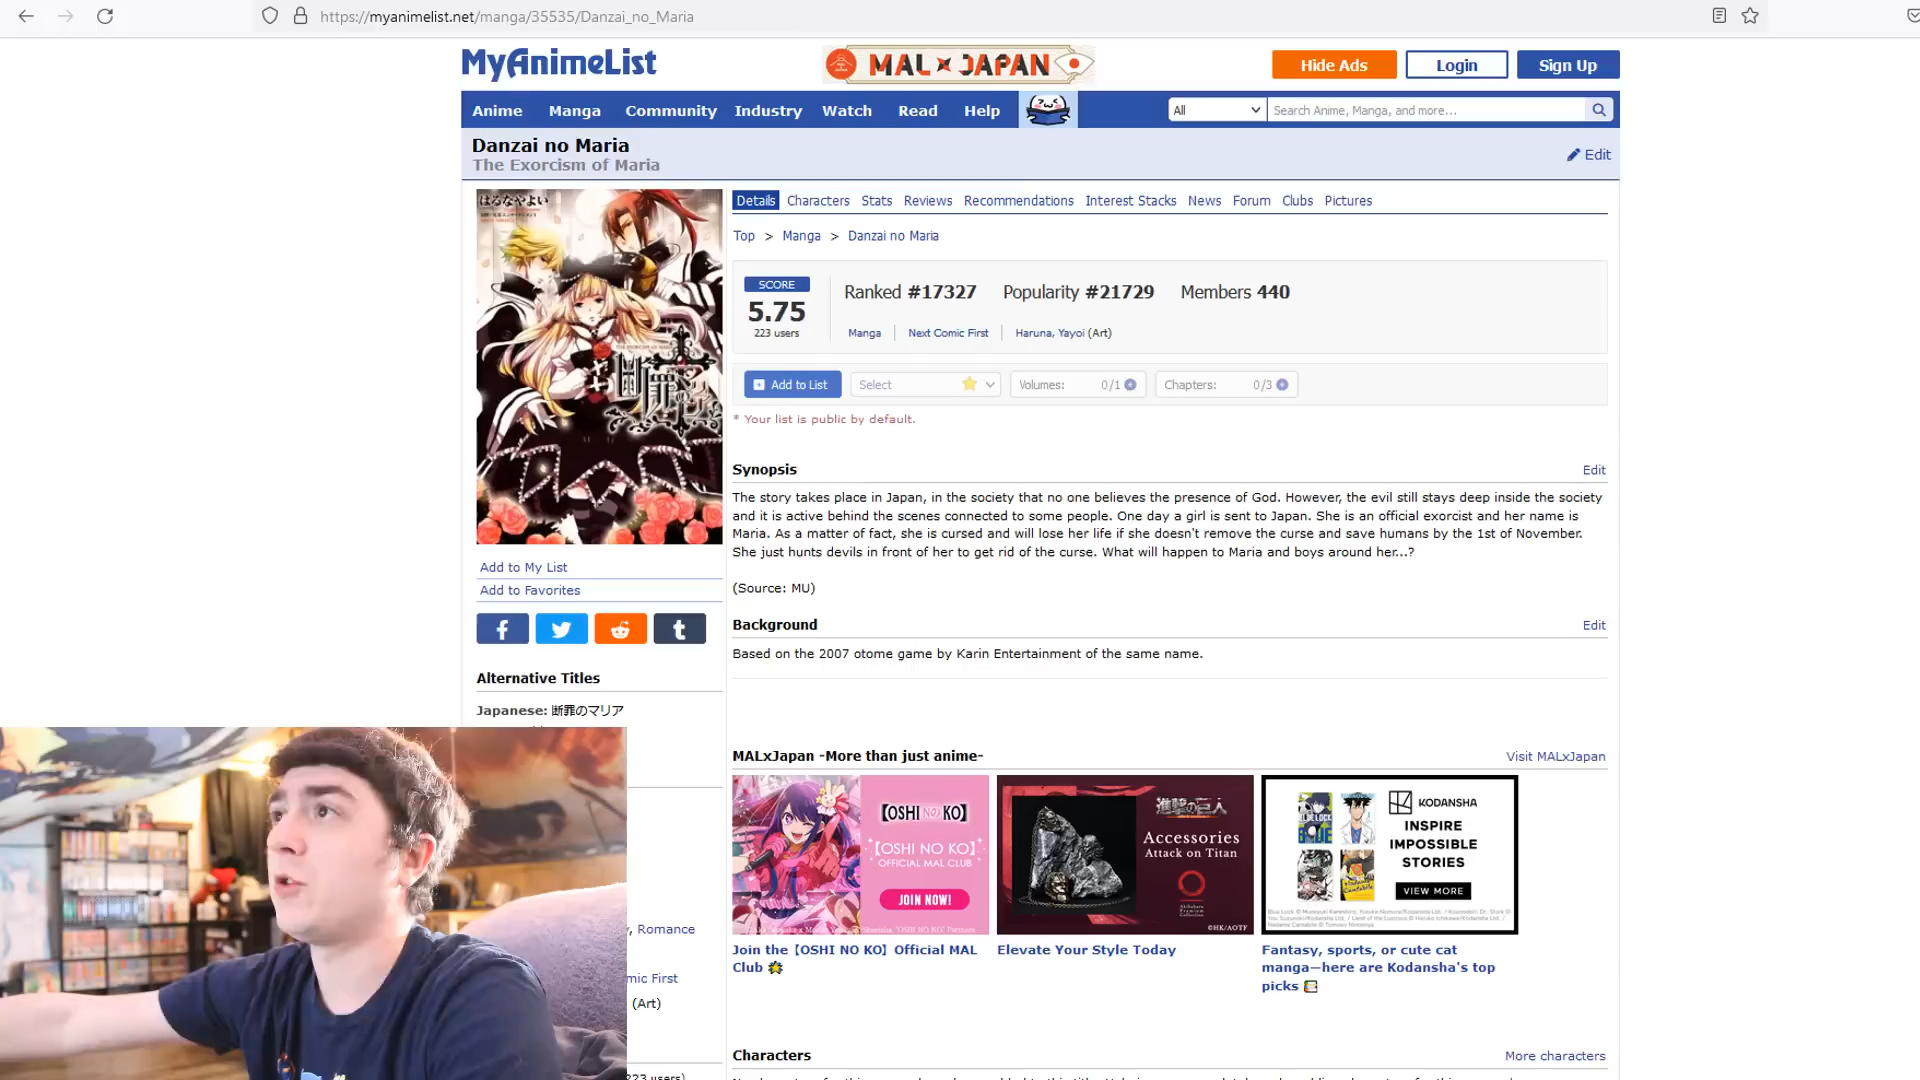 https://myanimelist.net/manga/35535/Danzai_no_Maria
MyAnimeList
MAL x JAPAN
Hide Ads
Login
Sign Up
Anime
Manga
Community
Industry
Watch
Read
Help
All
Search Anime, Manga, and more...
Danzai no Maria
The Exorcism of Maria
Edit
はるなやよい
断罪の
Details Characters Stats Reviews Recommendations Interest Stacks News Forum Clubs Pictures
Top > Manga > Danzai no Maria
SCORE
5.75
223 users
Ranked #17327 Popularity #21729 Members 440
Manga Next Comic First Haruna, Yayoi (Art)
Add to List
Select
Volumes: 0/1
Chapters: 0/3
* Your list is public by default.
Synopsis
Edit
The story takes place in Japan, in the society that no one believes the presence of God. However, the evil still stays deep inside the society
and it is active behind the scenes connected to some people. One day a girl is sent to Japan. She is an official exorcist and her name is
Maria. As a matter of fact, she is cursed and will lose her life if she doesn't remove the curse and save humans by the 1st of November.
She just hunts devils in front of her to get rid of the curse. What will happen to Maria and boys around her...?
(Source: MU)
Background
Edit
Based on the 2007 otome game by Karin Entertainment of the same name.
Add to My List
Add to Favorites
Alternative Titles
Japanese: 断罪のマリア
, Romance
mic First
(Art)
223 users)
MALxJapan -More than just anime-
Visit MALxJapan
【OSHI NO KO】
【OSHI NO KO】
OFFICIAL MAL CLUB
JOIN NOW!
Join the【OSHI NO KO】Official MAL
Club
進撃の巨人
Accessories
Attack on Titan
©HK/AOTF
Elevate Your Style Today
KODANSHA
INSPIRE
IMPOSSIBLE
STORIES
VIEW MORE
Fantasy, sports, or cute cat
manga—here are Kodansha's top
picks
Characters
More characters